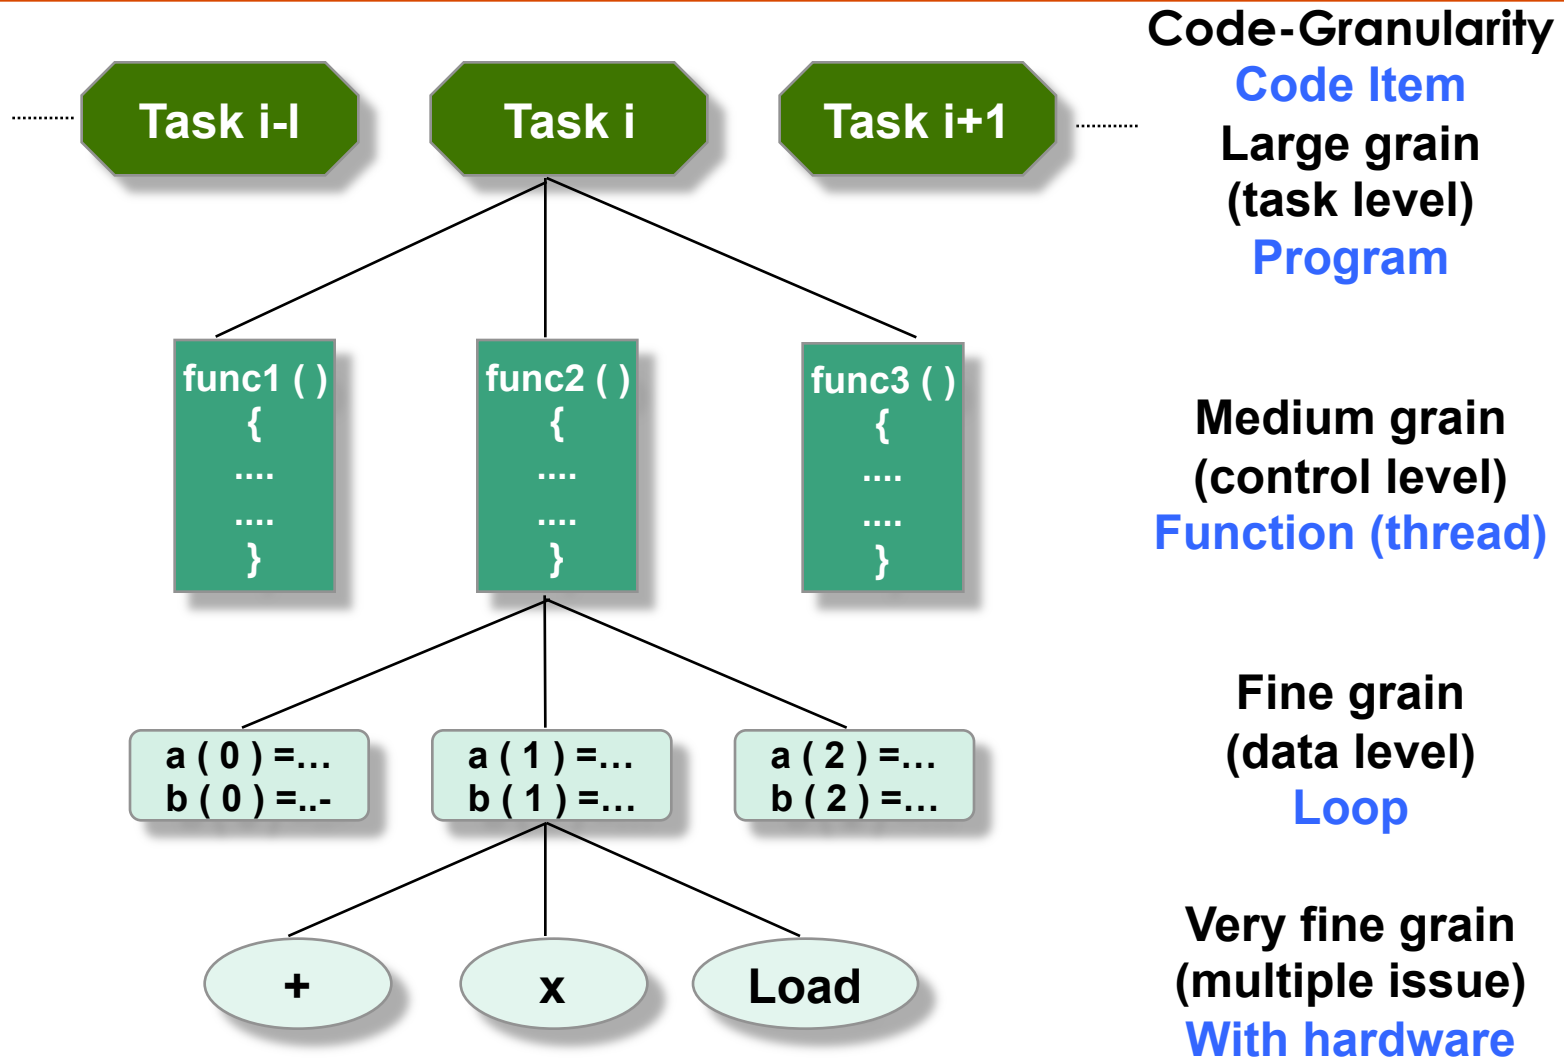 Code-Granularity
Code Item
Large grain
(task level)
Program
Task i-l
Task i
Task i+1
func1 ( )
{
....
....
}
func2 ( )
{
....
....
}
func3 ( )
{
....
....
}
Medium grain
(control level)
Function (thread)
a ( 0 ) =...
b ( 0 ) =..-
a ( 1 ) =...
b ( 1 ) =...
a ( 2 ) =...
b ( 2 ) =...
Fine grain
(data level)
Loop
+
x
Load
Very fine grain
(multiple issue)
With hardware